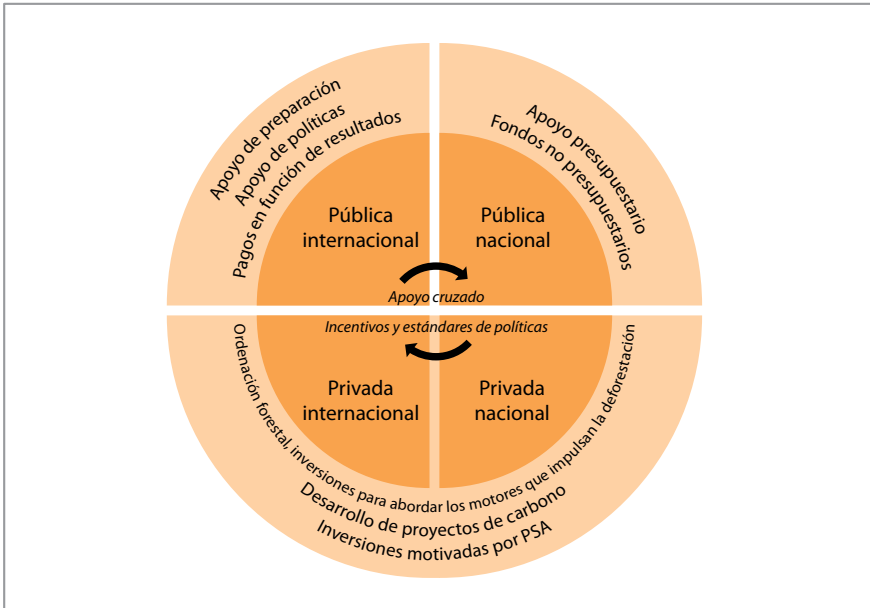 Apoyo de preparación
Apoyo de políticas
Pagos en función de resultados
Apoyo presupuestario
Fondos no presupuestarios
Pública
internacional
Pública
nacional
Apoyo cruzado
Incentivos y estándares de políticas
Privada
internacional
Privada
nacional
Ordenación forestal, inversiones para abordar los motores que impulsan la deforestación
Desarrollo de proyectos de carbono
Inversiones motivadas por PSA